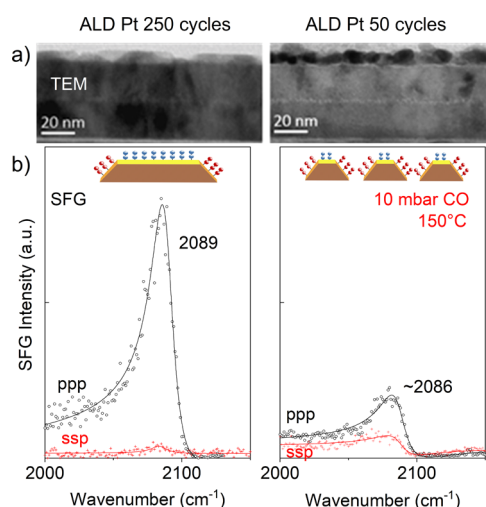 ALD Pt 250 cycles
ALD Pt 50 cycles
a)
TEM
20 nm
20 nm
b)
SFG
10 mbar CO
150°C
2089
~2086
SFG Intensity (a.u.)
ppp
ssp
ppp
ssp
2000
2100
2000
2100
Wavenumber (cm⁻¹)
Wavenumber (cm⁻¹)